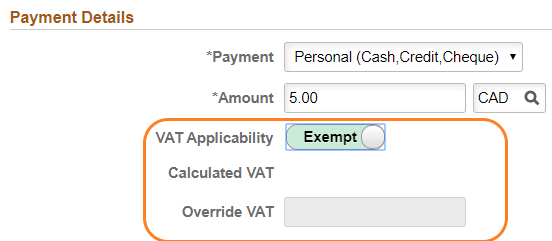 Payment Details
*Payment Personal (Cash,Credit,Cheque)
*Amount 5.00 CAD
VAT Applicability Exempt
Calculated VAT
Override VAT